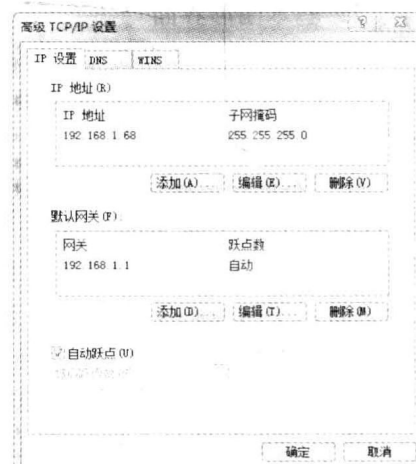 高级 TCP/IP 设置
IP 设置 DNS WINS
IP 地址(R)
IP 地址 子网掩码
192.168.1.68 255.255.255.0
添加(A)... 编辑(E)... 删除(V)
默认网关(F):
网关 跃点数
192.168.1.1 自动
添加(D)... 编辑(T)... 删除(M)
自动跃点(U)
确定 取消